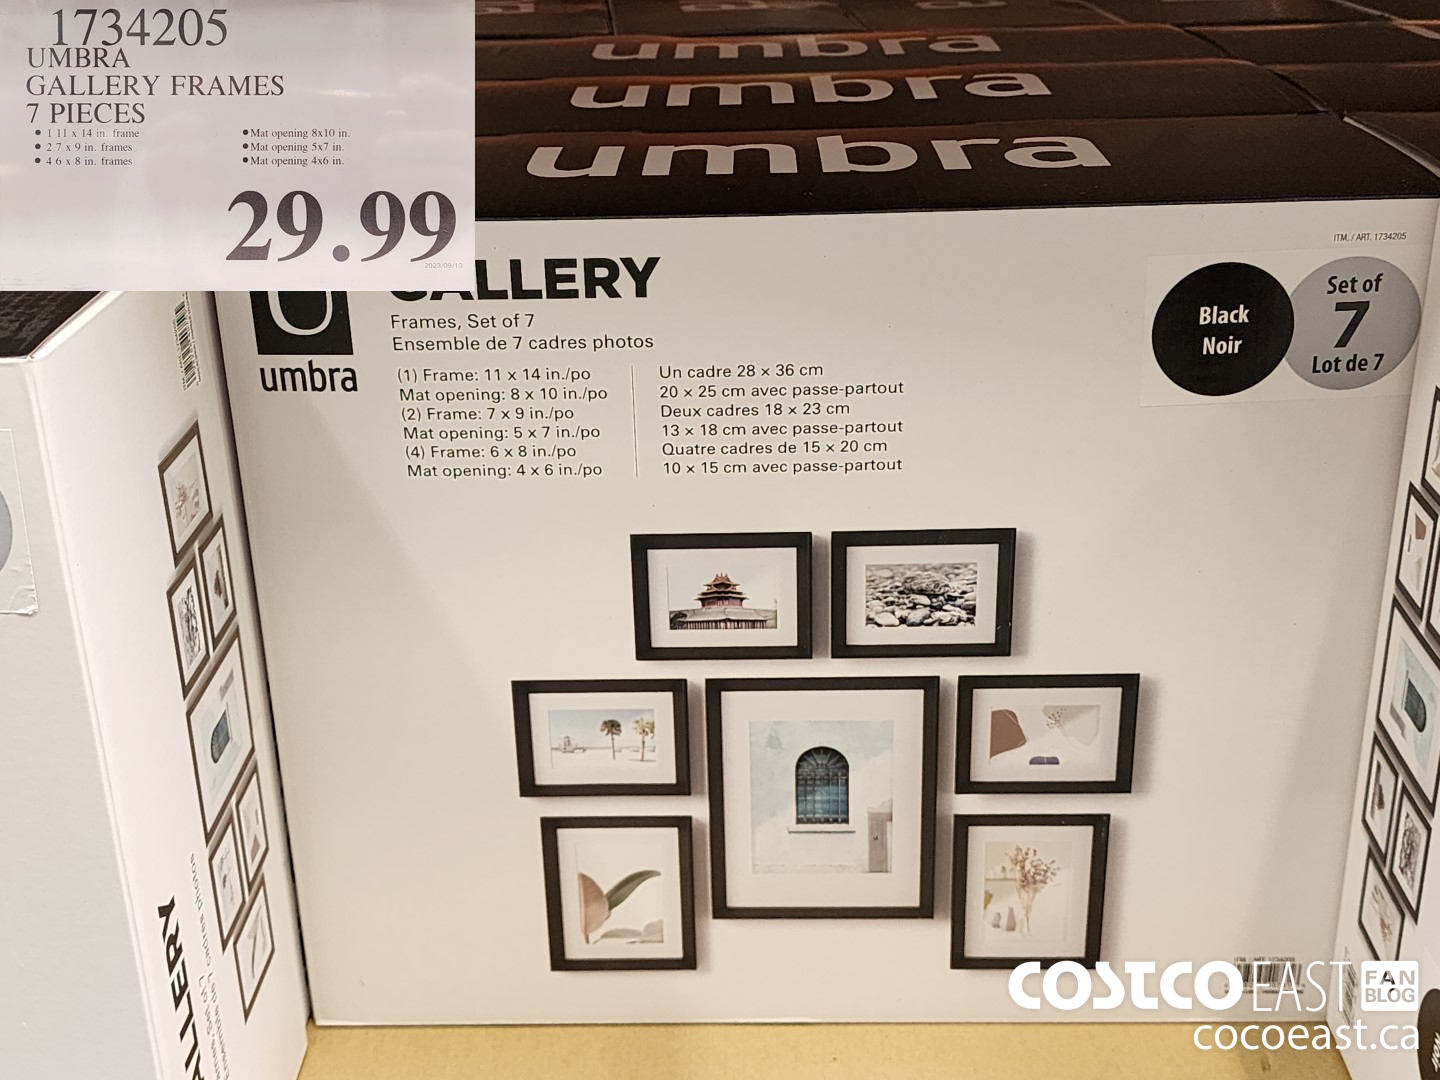 1734205
UMBRA
GALLERY FRAMES
7 PIECES
• 1 11 x 14 in. frame
• 2 7 x 9 in. frames
• 4 6 x 8 in. frames
• Mat opening 8x10 in.
• Mat opening 5x7 in.
• Mat opening 4x6 in.
29.99
2023/09/13
umbra
umbra
umbra
ITM. / ART. 1734205
GALLERY
Frames, Set of 7
Ensemble de 7 cadres photos
umbra
(1) Frame: 11 x 14 in./po
Mat opening: 8 x 10 in./po
(2) Frame: 7 x 9 in./po
Mat opening: 5 x 7 in./po
(4) Frame: 6 x 8 in./po
Mat opening: 4 x 6 in./po
Un cadre 28 × 36 cm
20 × 25 cm avec passe-partout
Deux cadres 18 × 23 cm
13 × 18 cm avec passe-partout
Quatre cadres de 15 × 20 cm
10 × 15 cm avec passe-partout
Black
Noir
Set of
7
Lot de 7
COSTCO EAST FAN BLOG
cocoeast.ca